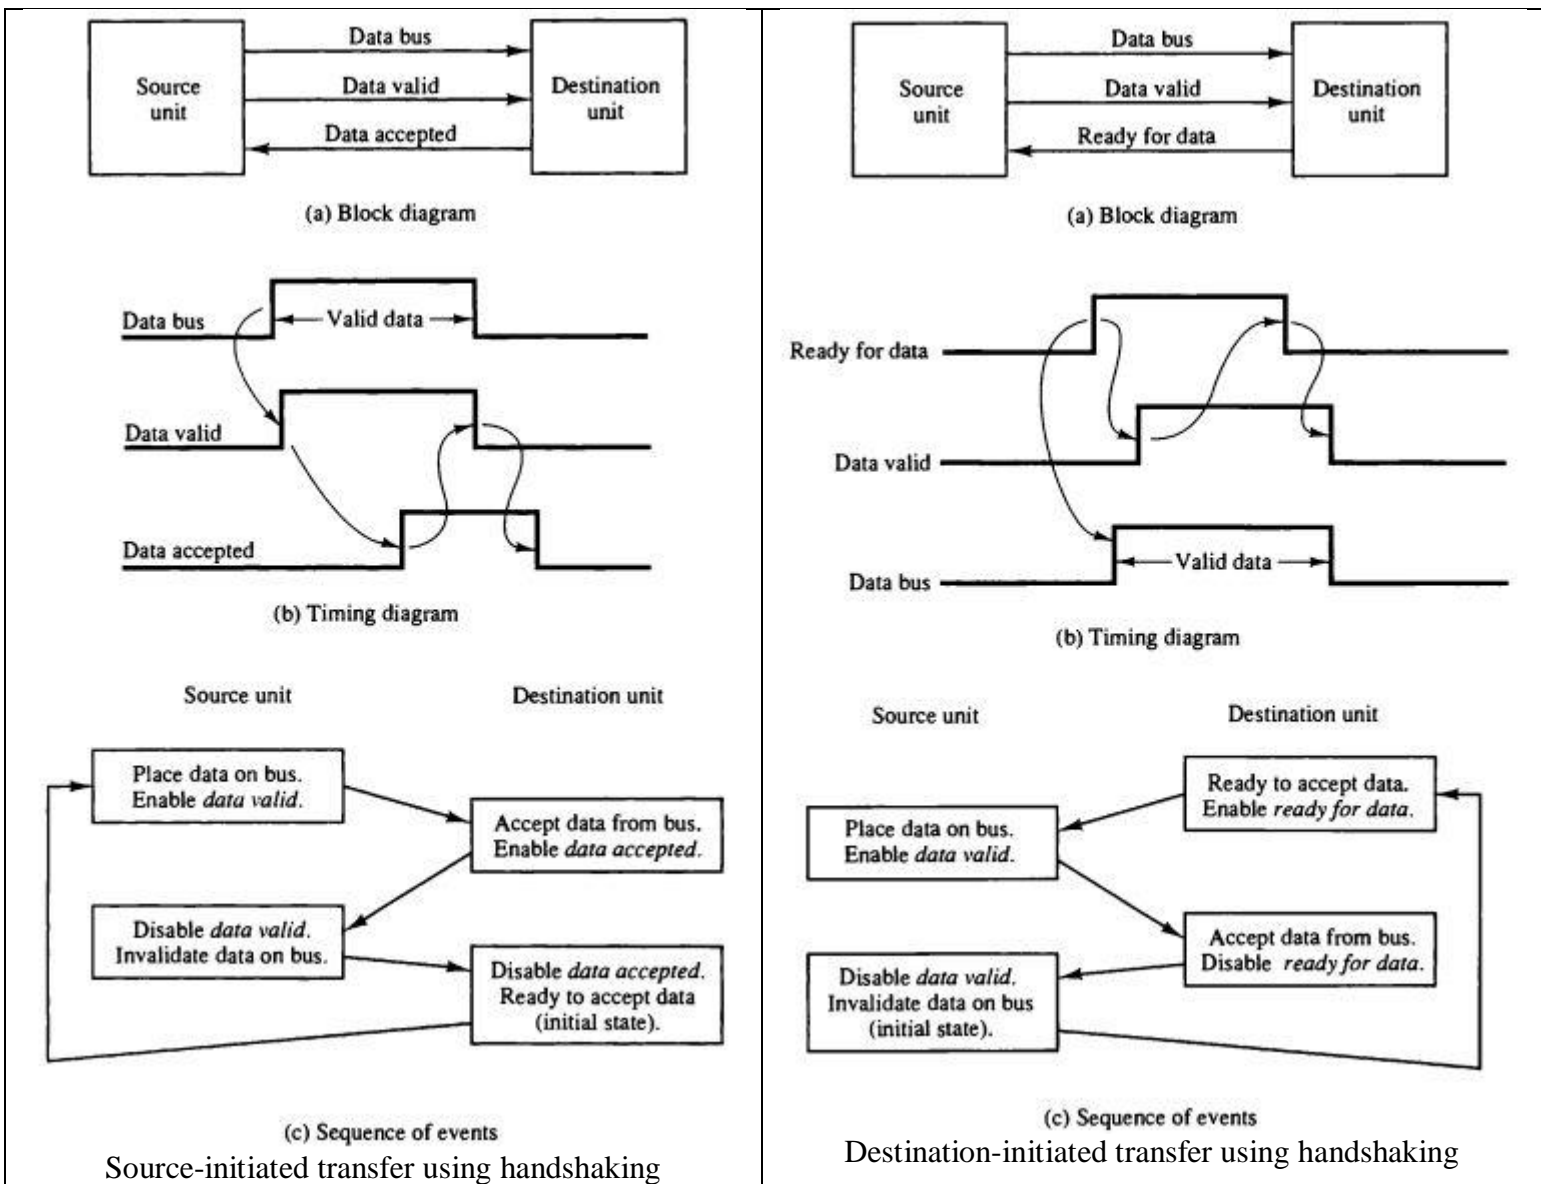 Data bus
Source
unit
Data valid
Destination
unit
Data accepted
(a) Block diagram
Data bus
Valid data
Data valid
Data accepted
(b) Timing diagram
Source unit
Destination unit
Place data on bus.
Enable data valid.
Accept data from bus.
Enable data accepted.
Disable data valid.
Invalidate data on bus.
Disable data accepted.
Ready to accept data
(initial state).
(c) Sequence of events
Source-initiated transfer using handshaking
Data bus
Source
unit
Data valid
Destination
unit
Ready for data
(a) Block diagram
Ready for data
Data valid
Valid data
Data bus
(b) Timing diagram
Source unit
Destination unit
Ready to accept data.
Enable ready for data.
Place data on bus.
Enable data valid.
Accept data from bus.
Disable ready for data.
Disable data valid.
Invalidate data on bus
(initial state).
(c) Sequence of events
Destination-initiated transfer using handshaking